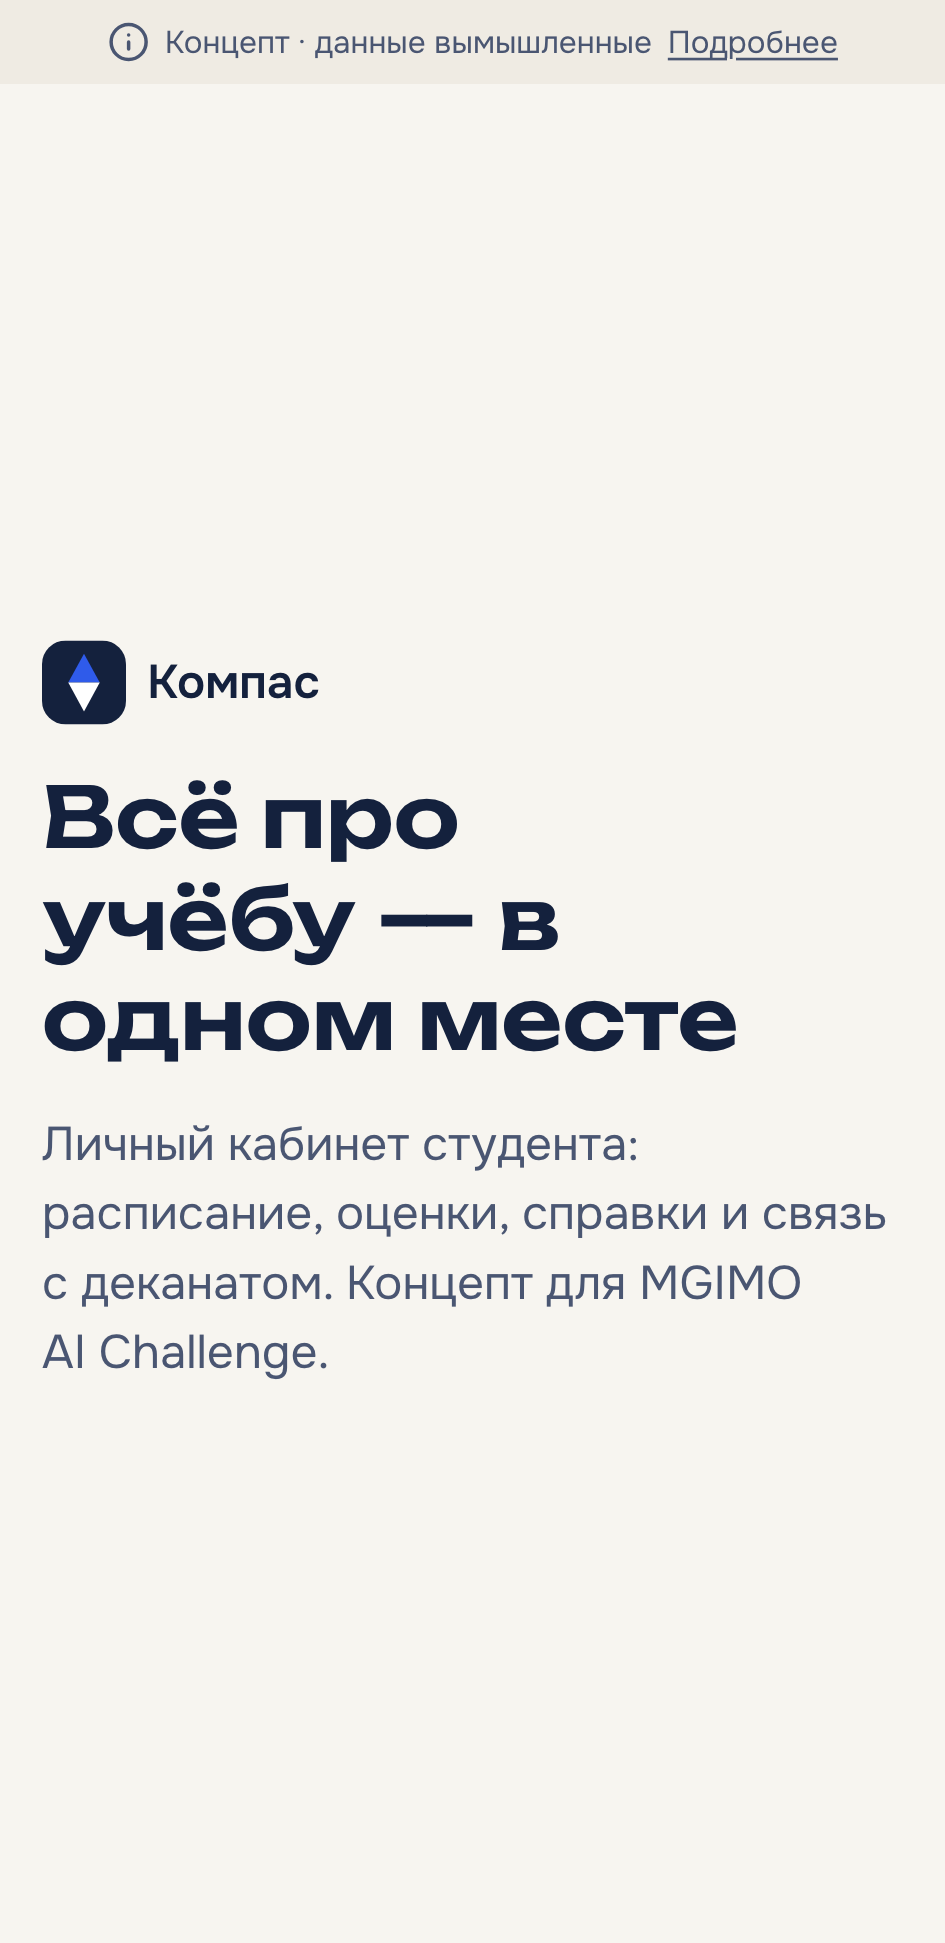 Концепт · данные вымышленные Подробнее
Компас
Всё про
учёбу — в
одном месте
Личный кабинет студента:
расписание, оценки, справки и связь
с деканатом. Концепт для MGIMO
AI Challenge.